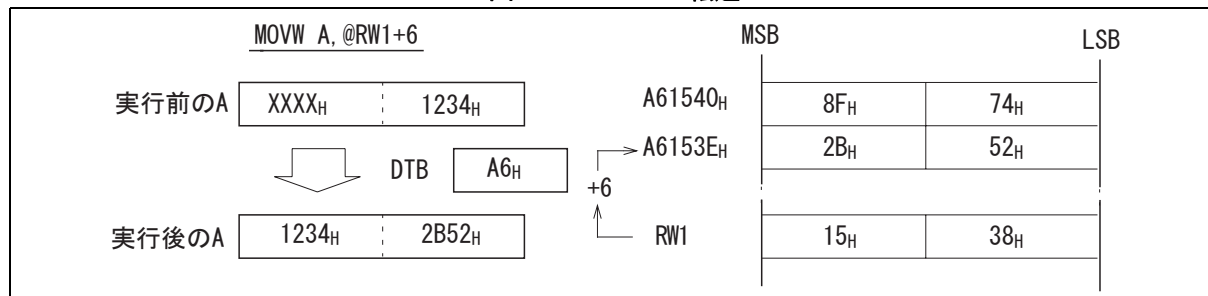 MOVW A,@RW1+6
MSB
LSB
実行前のA
XXXXH
1234H
A61540H
8FH
74H
A6153EH
2BH
52H
DTB
A6H
+6
実行後のA
1234H
2B52H
RW1
15H
38H